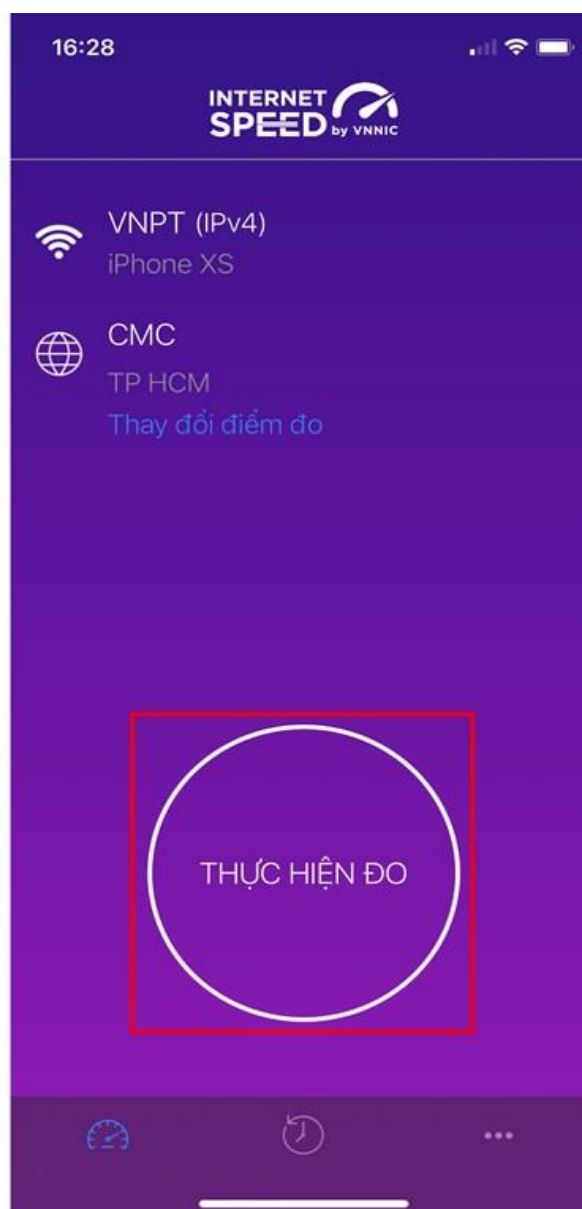 16:28
INTERNET
SPEED by VNNIC
VNPT (IPv4)
iPhone XS
CMC
TP HCM
Thay đổi điểm đo
THỰC HIỆN ĐO